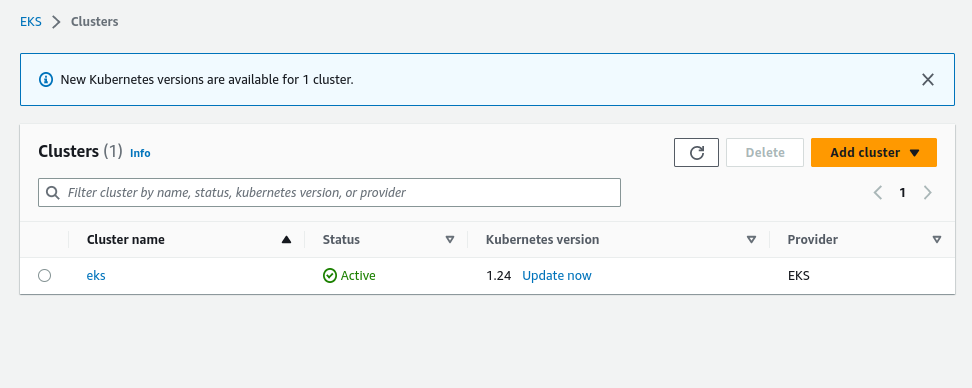 EKS > Clusters
New Kubernetes versions are available for 1 cluster.
Clusters (1) Info
Delete
Add cluster
Filter cluster by name, status, kubernetes version, or provider
1
Cluster name Status Kubernetes version Provider
eks Active 1.24 Update now EKS